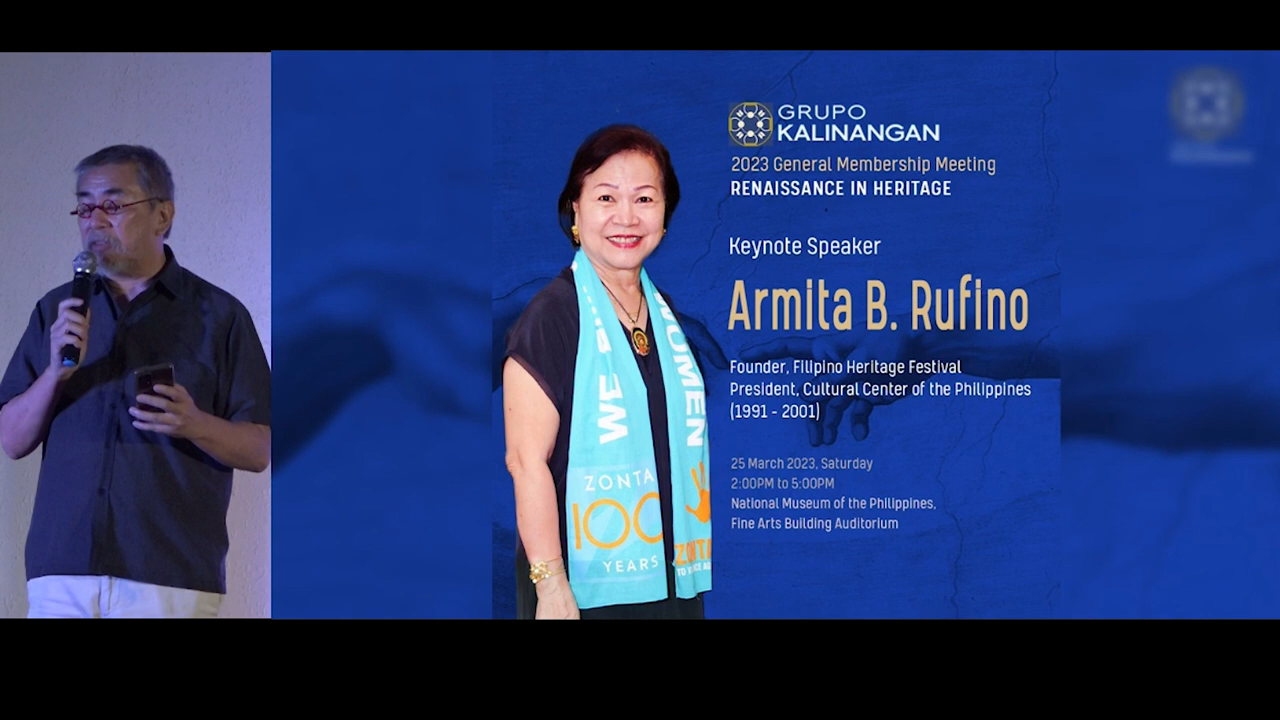 GRUPO
KALINANGAN
2023 General Membership Meeting
RENAISSANCE IN HERITAGE
Keynote Speaker
Armita B. Rufino
Founder, Filipino Heritage Festival
President, Cultural Center of the Philippines
(1991 - 2001)
25 March 2023, Saturday
2:00PM to 5:00PM
National Museum of the Philippines,
Fine Arts Building Auditorium
WE
WOMEN
ZONTA
100
YEARS
ZONTA